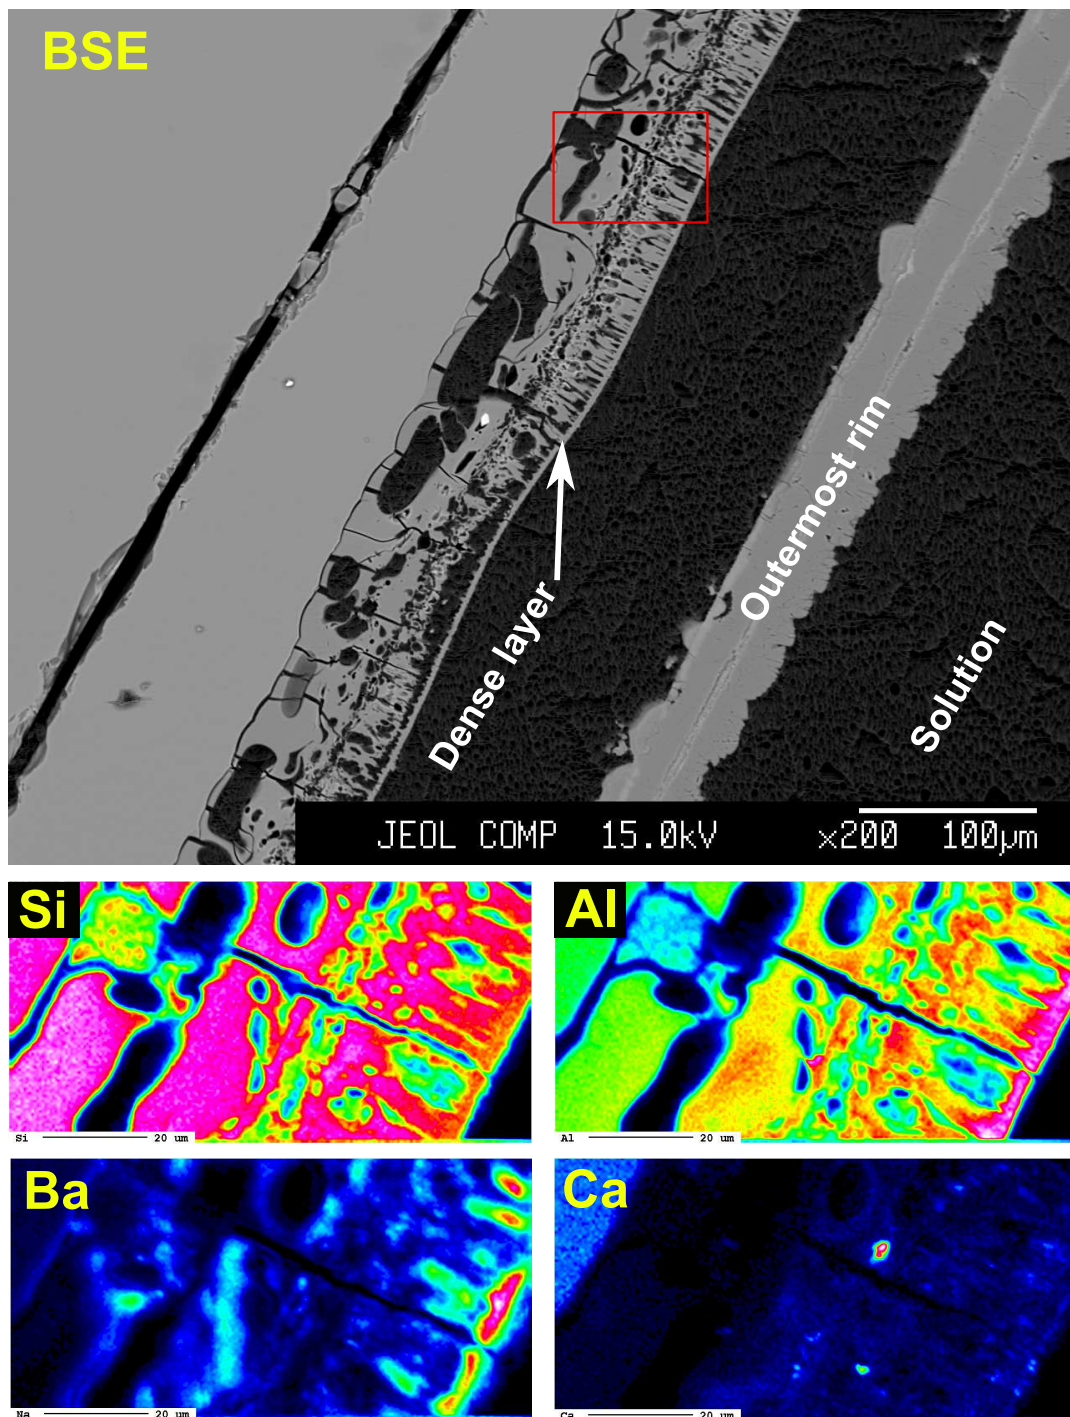 BSE
Outermost rim
Dense layer
Solution
JEOL COMP 15.0kV x200 100µm
Si
Al
Si 20 um
Al 20 um
Ba
Ca
Na 20 um
Ca 20 um